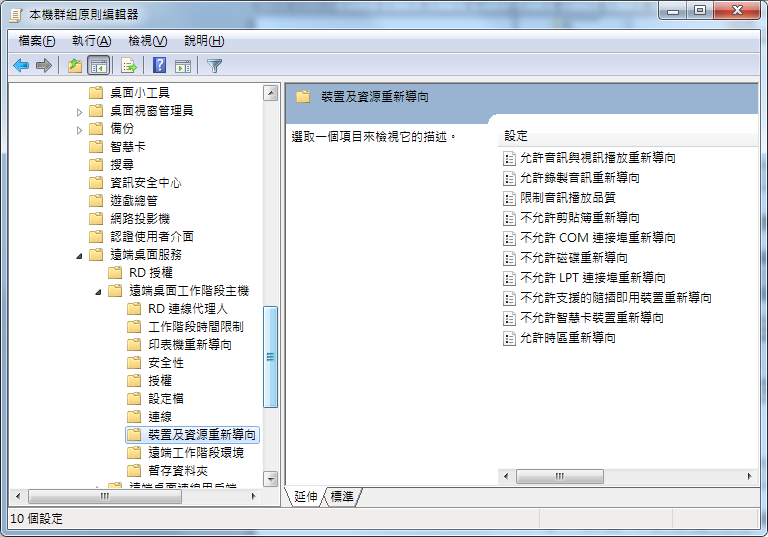 本機群組原則編輯器
檔案(F) 執行(A) 檢視(V) 說明(H)
桌面小工具
桌面視窗管理員
備份
智慧卡
搜尋
資訊安全中心
遊戲總管
網路投影機
認證使用者介面
遠端桌面服務
RD 授權
遠端桌面工作階段主機
RD 連線代理人
工作階段時間限制
印表機重新導向
安全性
授權
設定檔
連線
裝置及資源重新導向
遠端工作階段環境
暫存資料夾
遠端桌面連線用戶端
裝置及資源重新導向
選取一個項目來檢視它的描述。
設定
允許音訊與視訊播放重新導向
允許錄製音訊重新導向
限制音訊播放品質
不允許剪貼簿重新導向
不允許 COM 連接埠重新導向
不允許磁碟重新導向
不允許 LPT 連接埠重新導向
不允許支援的隨插即用裝置重新導向
不允許智慧卡裝置重新導向
允許時區重新導向
延伸 標準
10 個設定